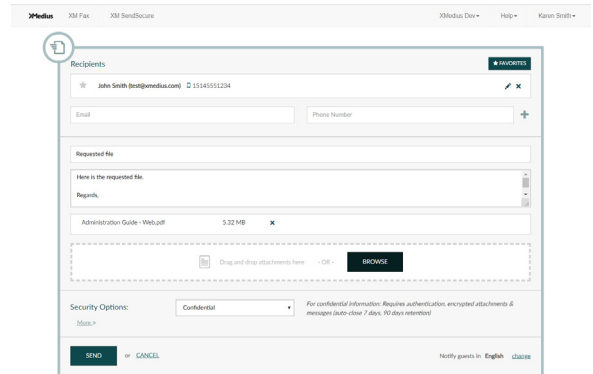 XMedius XM Fax XM SendSecure XMedius Dev Help Karen Smith
Recipients ★ FAVORITES
John Smith (test@xmedius.com) 15145551234
Email Phone Number
Requested file
Here is the requested file.
Regards,
Administration Guide - Web.pdf 5.32 MB
Drag and drop attachments here - OR - BROWSE
Security Options: Confidential For confidential information: Requires authentication, encrypted attachments &
messages (auto-close 7 days, 90 days retention)
More >
SEND or CANCEL Notify guests in English change